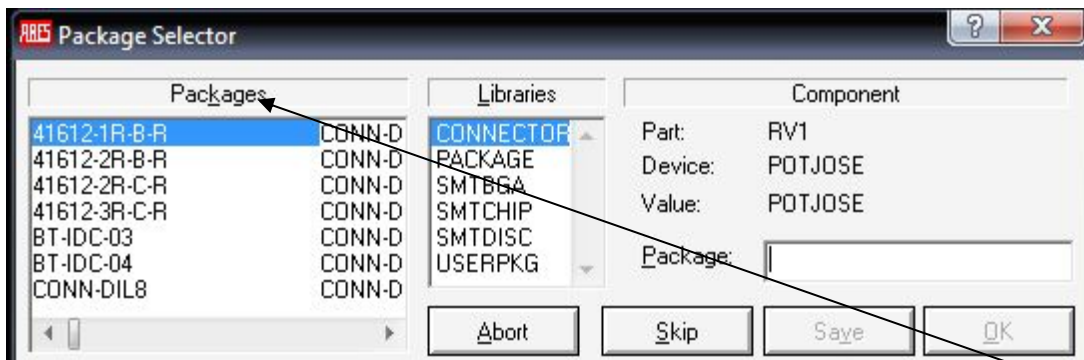 ARES Package Selector
Packages Libraries Component
41612-1R-B-R CONN-D
41612-2R-B-R CONN-D
41612-2R-C-R CONN-D
41612-3R-C-R CONN-D
BT-IDC-03 CONN-D
BT-IDC-04 CONN-D
CONN-DIL8 CONN-D
CONNECTOR
PACKAGE
SMTBGA
SMTCHIP
SMTDISC
USERPKG
Part: RV1
Device: POTJOSE
Value: POTJOSE
Package:
Abort Skip Save OK